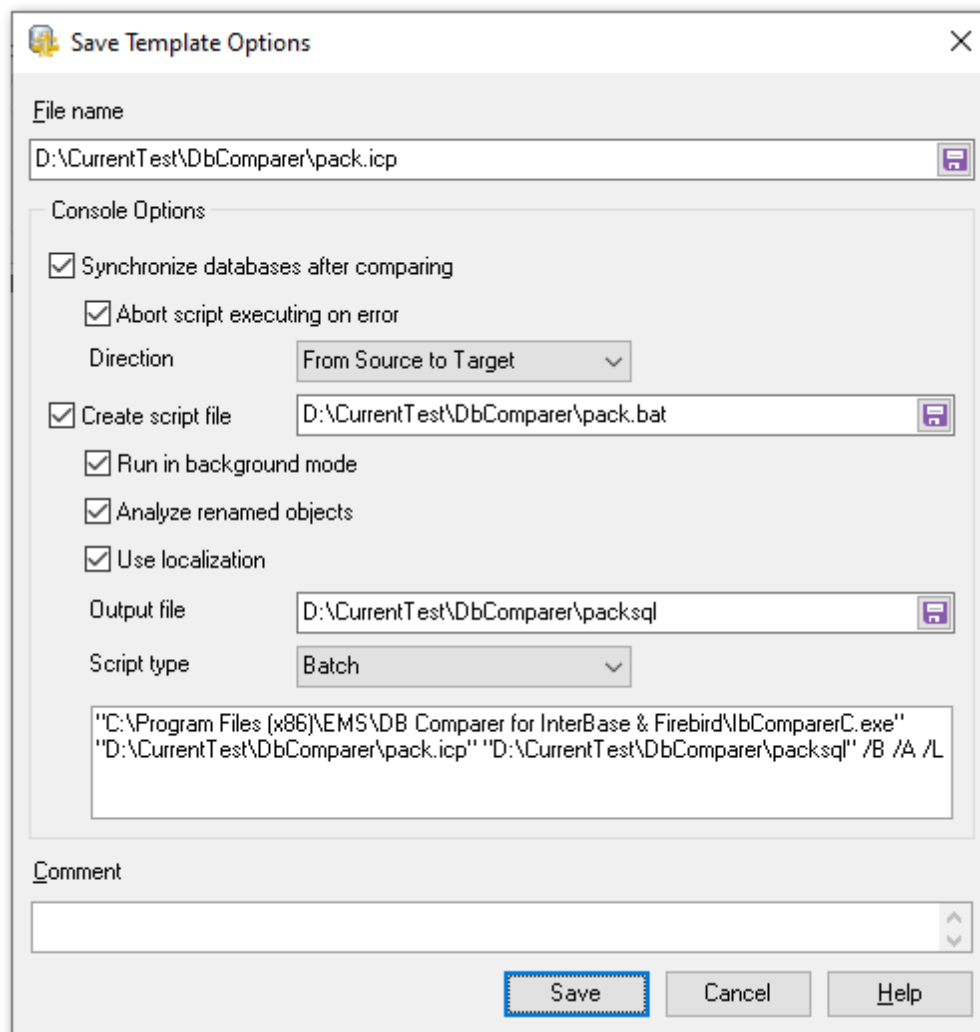 Save Template Options
File name
D:\CurrentTest\DbComparer\pack.icp
Console Options
Synchronize databases after comparing
Abort script executing on error
Direction
From Source to Target
Create script file
D:\CurrentTest\DbComparer\pack.bat
Run in background mode
Analyze renamed objects
Use localization
Output file
D:\CurrentTest\DbComparer\packsql
Script type
Batch
"C:\Program Files (x86)\EMS\DB Comparer for InterBase & Firebird\IbComparerC.exe"
"D:\CurrentTest\DbComparer\pack.icp" "D:\CurrentTest\DbComparer\packsql" /B /A /L
Comment
Save
Cancel
Help